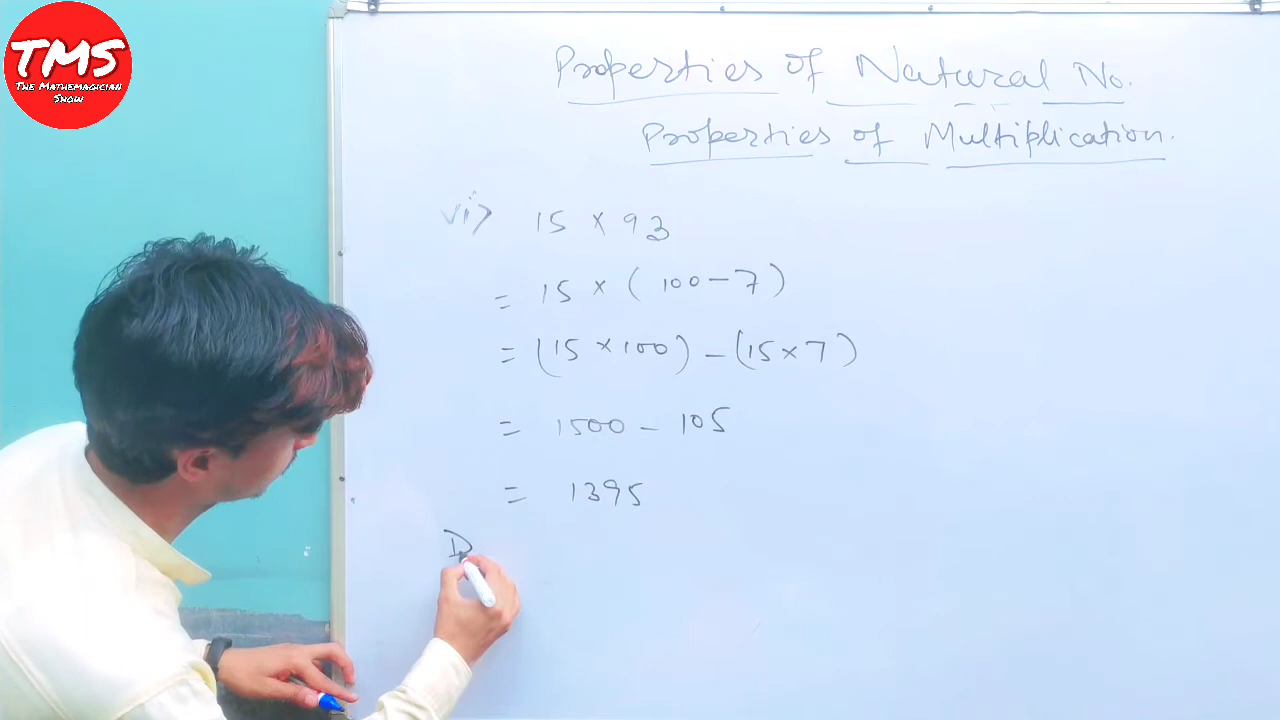 TMS
THE MATHEMAGICIAN
SHOW
Properties of Natural No.
Properties of Multiplication.
vi> 15 × 93
= 15 × ( 100 - 7 )
= (15 × 100) - (15 × 7 )
= 1500 - 105
= 1395
D